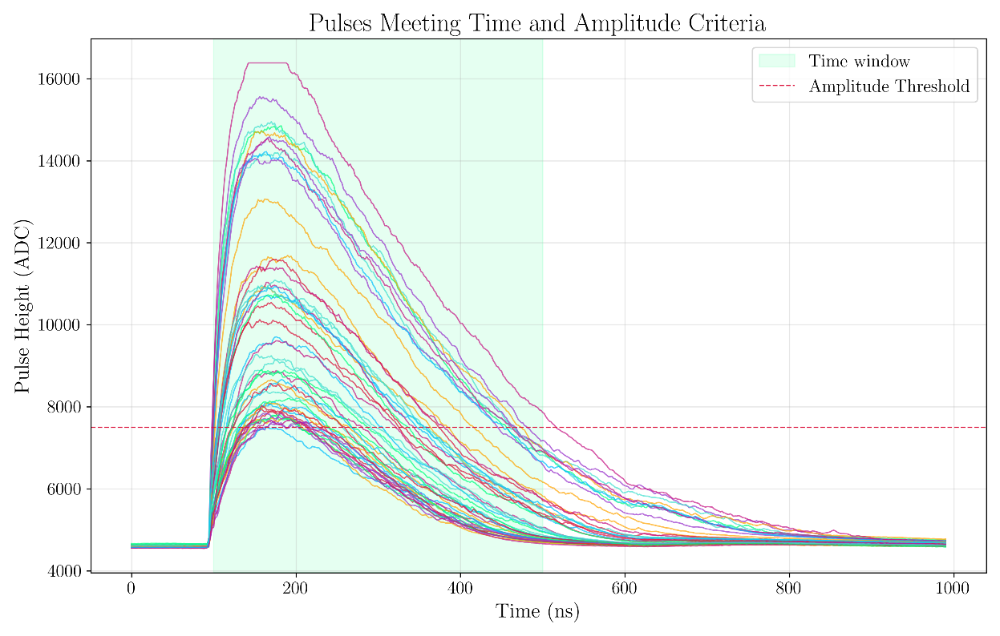 Pulses Meeting Time and Amplitude Criteria
Time window
Amplitude Threshold
Pulse Height (ADC)
16000
14000
12000
10000
8000
6000
4000
0 200 400 600 800 1000
Time (ns)